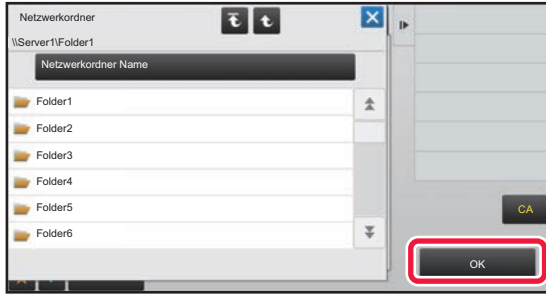 Netzwerkordner
\\Server1\Folder1
Netzwerkordner Name
Folder1
Folder2
Folder3
Folder4
Folder5
Folder6
CA
OK